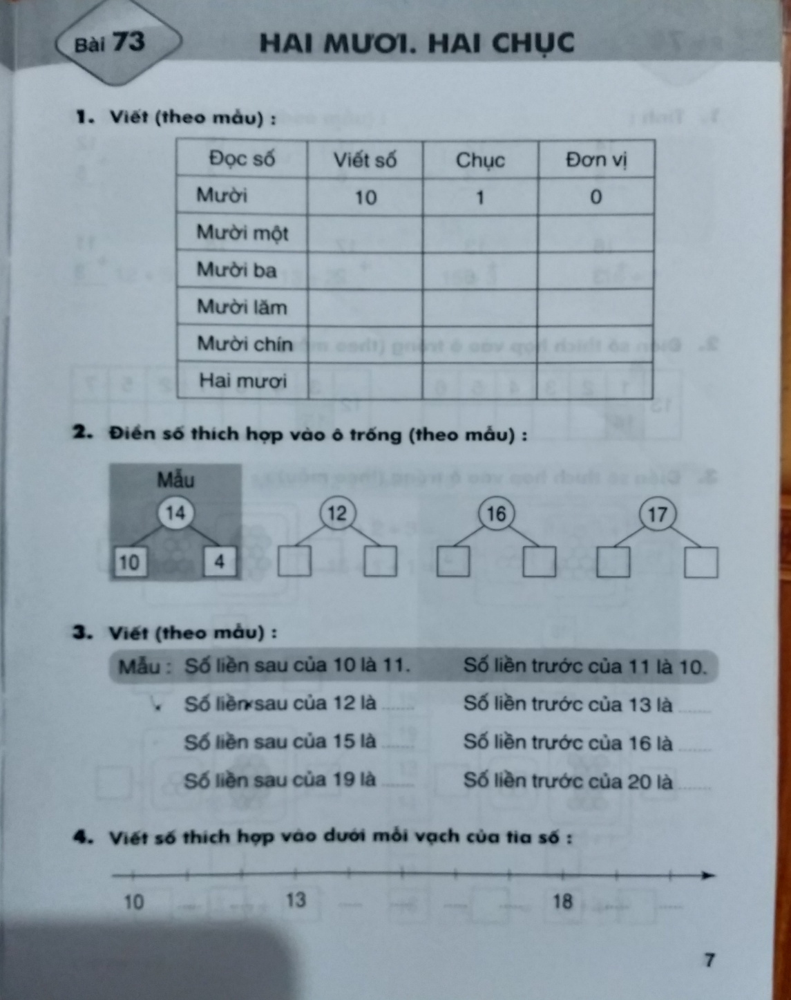 Bài 73 HAI MƯƠI. HAI CHỤC
1. Viết (theo mẫu) :
Đọc số Viết số Chục Đơn vị
Mười 10 1 0
Mười một
Mười ba
Mười lăm
Mười chín
Hai mươi
2. Điền số thích hợp vào ô trống (theo mẫu) :
Mẫu
14 12 16 17
10 4
3. Viết (theo mẫu) :
Mẫu : Số liền sau của 10 là 11. Số liền trước của 11 là 10.
Số liền sau của 12 là ...... Số liền trước của 13 là ......
Số liền sau của 15 là ...... Số liền trước của 16 là ......
Số liền sau của 19 là ...... Số liền trước của 20 là ......
4. Viết số thích hợp vào dưới mỗi vạch của tia số :
10 13 18
7